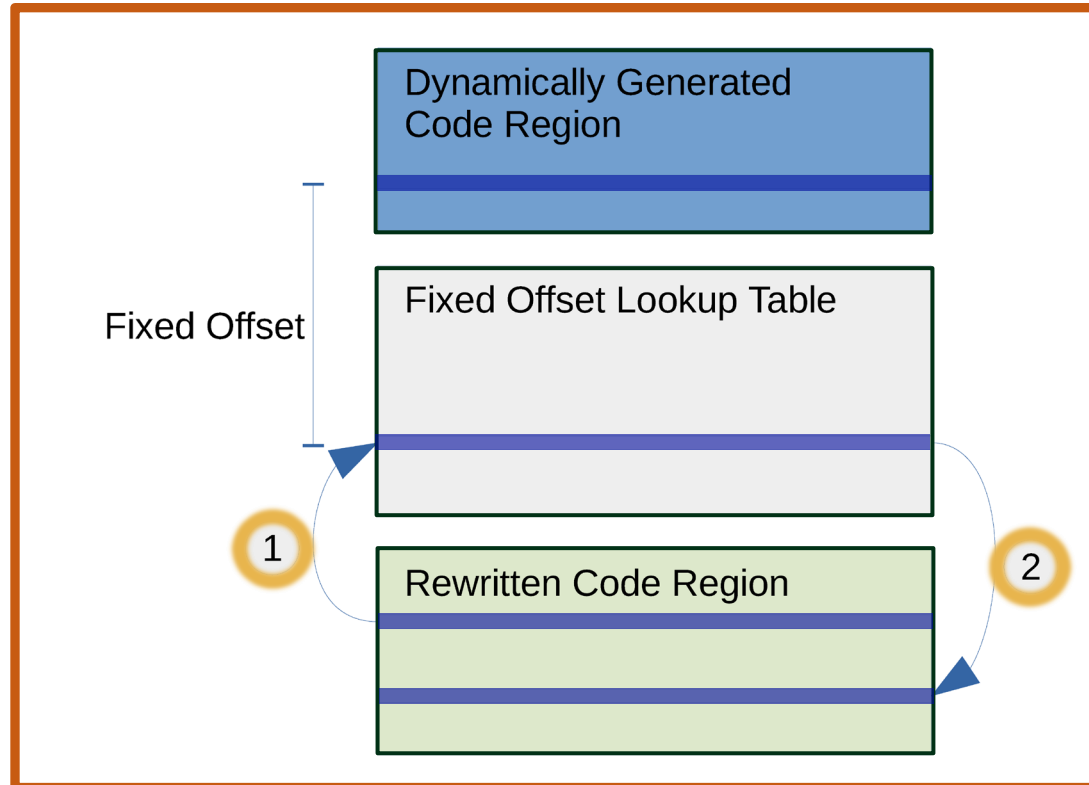 Dynamically Generated
Code Region
Fixed Offset Lookup Table
Fixed Offset
1
Rewritten Code Region
2